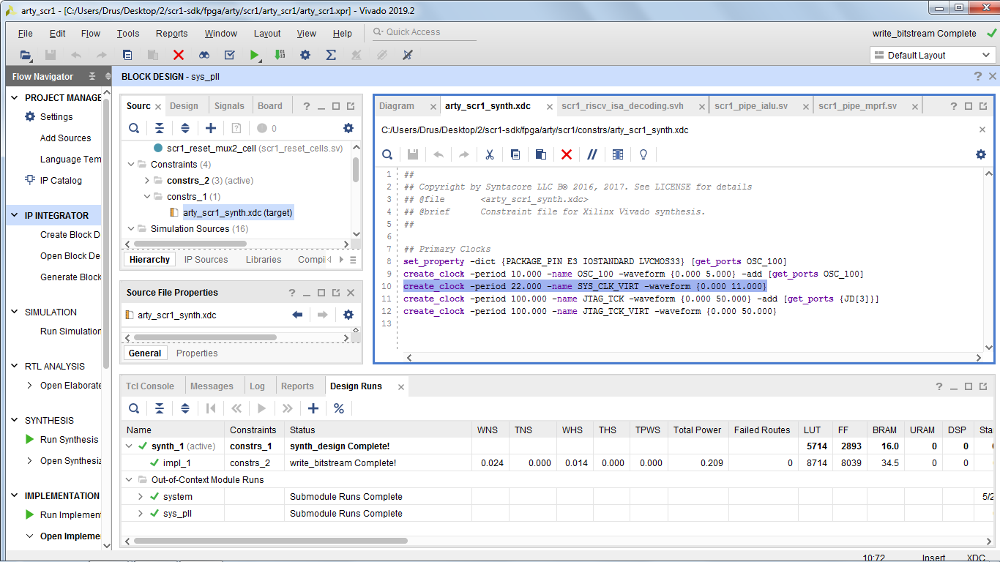 arty_scr1 - [C:/Users/Drus/Desktop/2/scr1-sdk/fpga/arty/scr1/arty_scr1/arty_scr1.xpr] - Vivado 2019.2
File Edit Flow Tools Reports Window Layout View Help Quick Access write_bitstream Complete
Default Layout
Flow Navigator
BLOCK DESIGN - sys_pll
PROJECT MANAGE
Settings
Add Sources
Language Tem
IP Catalog
IP INTEGRATOR
Create Block D
Open Block De
Generate Block
SIMULATION
Run Simulation
RTL ANALYSIS
Open Elaborate
SYNTHESIS
Run Synthesis
Open Synthesiz
IMPLEMENTATION
Run Implement
Open Impleme
Sourc Design Signals Board
0
scr1_reset_mux2_cell (scr1_reset_cells.sv)
Constraints (4)
constrs_2 (3) (active)
constrs_1 (1)
arty_scr1_synth.xdc (target)
Simulation Sources (16)
Hierarchy IP Sources Libraries Compil
Source File Properties
arty_scr1_synth.xdc
General Properties
Diagram arty_scr1_synth.xdc scr1_riscv_isa_decoding.svh scr1_pipe_ialu.sv scr1_pipe_mprf.sv
C:/Users/Drus/Desktop/2/scr1-sdk/fpga/arty/scr1/constrs/arty_scr1_synth.xdc
1 ##
2 ## Copyright by Syntacore LLC В© 2016, 2017. See LICENSE for details
3 ## @file <arty_scr1_synth.xdc>
4 ## @brief Constraint file for Xilinx Vivado synthesis.
5 ##
6
7 ## Primary Clocks
8 set_property -dict {PACKAGE_PIN E3 IOSTANDARD LVCMOS33} [get_ports OSC_100]
9 create_clock -period 10.000 -name OSC_100 -waveform {0.000 5.000} -add [get_ports OSC_100]
10 create_clock -period 22.000 -name SYS_CLK_VIRT -waveform {0.000 11.000}
11 create_clock -period 100.000 -name JTAG_TCK -waveform {0.000 50.000} -add [get_ports {JD[3]}]
12 create_clock -period 100.000 -name JTAG_TCK_VIRT -waveform {0.000 50.000}
13
Tcl Console Messages Log Reports Design Runs
Name Constraints Status WNS TNS WHS THS TPWS Total Power Failed Routes LUT FF BRAM URAM DSP Star
synth_1 (active) constrs_1 synth_design Complete! 5714 2893 16.0 0 0
impl_1 constrs_2 write_bitstream Complete! 0.024 0.000 0.014 0.000 0.000 0.209 0 8714 8039 34.5 0 0
Out-of-Context Module Runs
system Submodule Runs Complete 5/2
sys_pll Submodule Runs Complete
10:72 Insert XDC